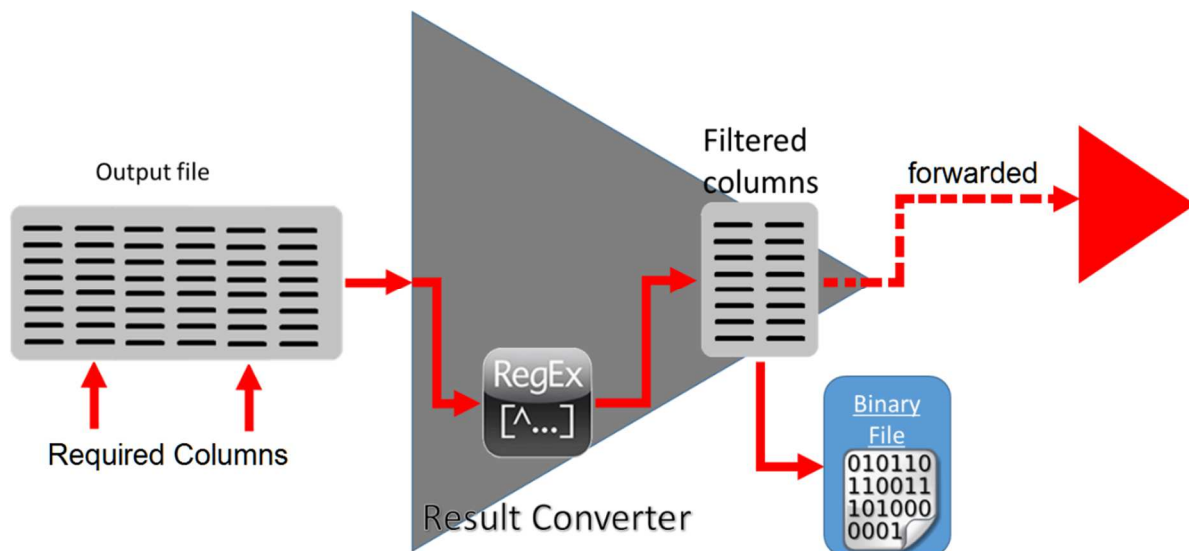 Output file
Required Columns
RegEx
[^...]
Result Converter
Filtered
columns
forwarded
Binary
File
010110
110011
101000
0001